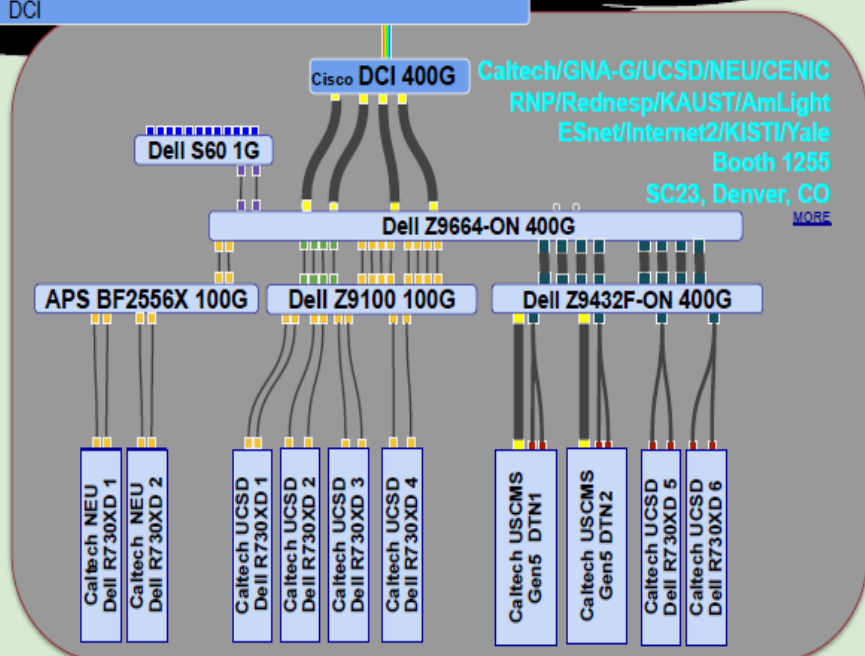 DCI
Cisco DCI 400G
Caltech/GNA-G/UCSD/NEU/CENIC
RNP/Rednesp/KAUST/AmLight
ESnet/Internet2/KISTI/Yale
Booth 1255
SC23, Denver, CO
MORE
Dell S60 1G
Dell Z9664-ON 400G
APS BF2556X 100G
Dell Z9100 100G
Dell Z9432F-ON 400G
Caltech NEU
Dell R730XD 1
Caltech NEU
Dell R730XD 2
Caltech UCSD
Dell R730XD 1
Caltech UCSD
Dell R730XD 2
Caltech UCSD
Dell R730XD 3
Caltech UCSD
Dell R730XD 4
Caltech USCMS
Gen5 DTN1
Caltech USCMS
Gen5 DTN2
Caltech UCSD
Dell R730XD 5
Caltech UCSD
Dell R730XD 6